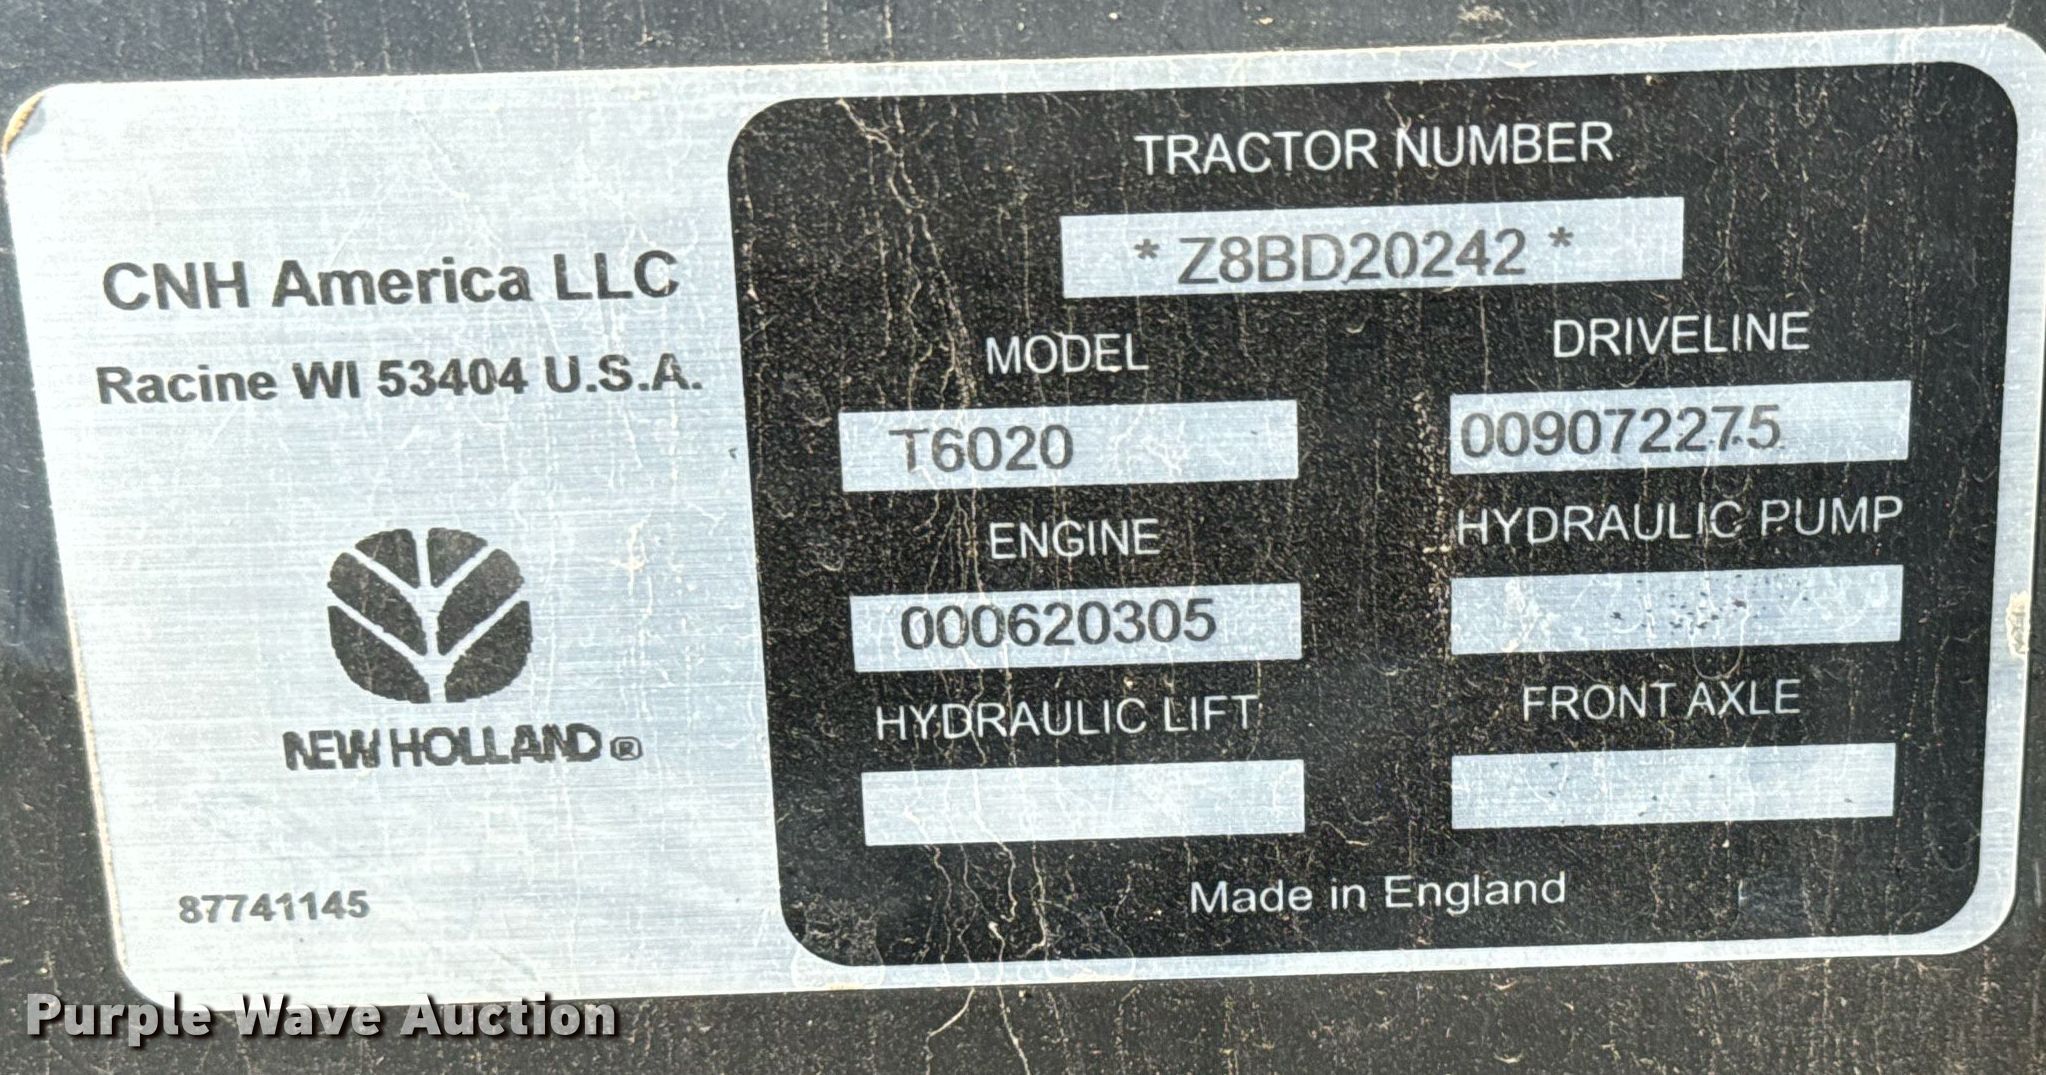 CNH America LLC
Racine WI 53404 U.S.A.
NEW HOLLAND®
87741145
TRACTOR NUMBER
* Z8BD20242 *
MODEL
T6020
DRIVELINE
009072275
ENGINE
000620305
HYDRAULIC PUMP
HYDRAULIC LIFT
FRONT AXLE
Made in England
Purple Wave Auction